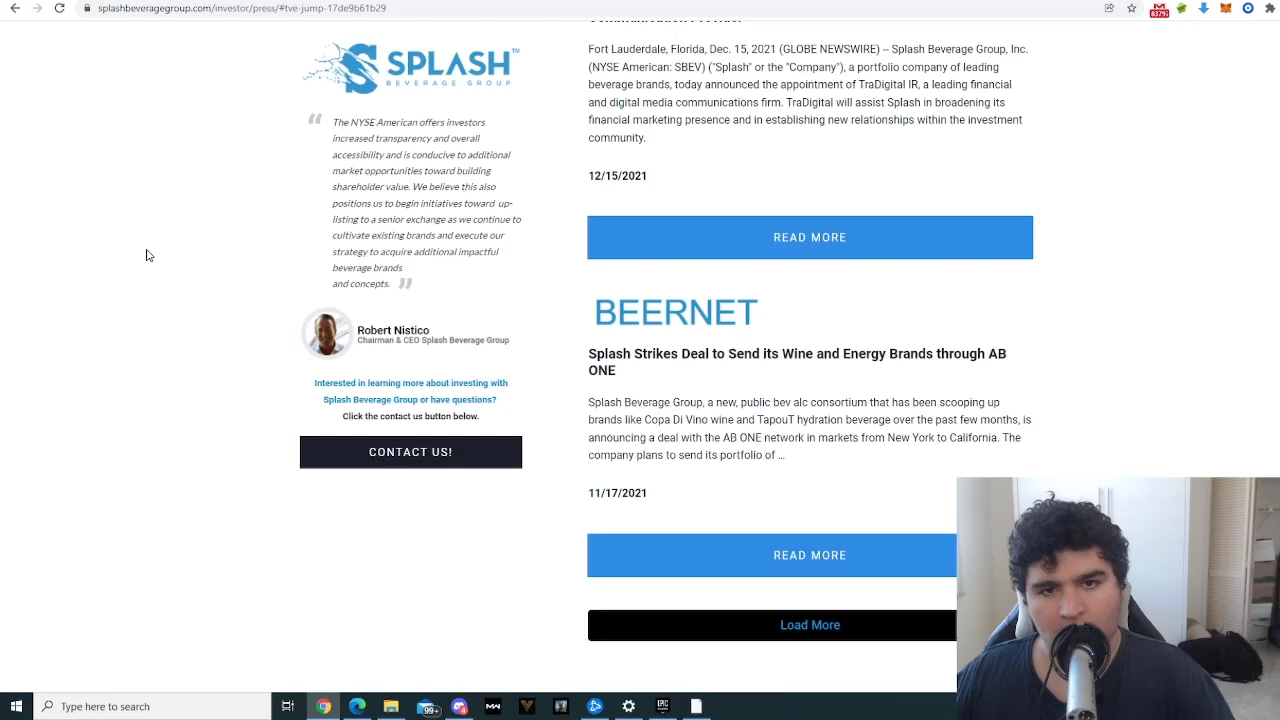 splashbeveragegroup.com/investor/press/#tve-jump-17de9b61b29
SPLASH™
BEVERAGE GROUP
“ The NYSE American offers investors
increased transparency and overall
accessibility and is conducive to additional
market opportunities toward building
shareholder value. We believe this also
positions us to begin initiatives toward up-
listing to a senior exchange as we continue to
cultivate existing brands and execute our
strategy to acquire additional impactful
beverage brands
and concepts. ”
Robert Nistico
Chairman & CEO Splash Beverage Group
Interested in learning more about investing with
Splash Beverage Group or have questions?
Click the contact us button below.
CONTACT US!
Fort Lauderdale, Florida, Dec. 15, 2021 (GLOBE NEWSWIRE) -- Splash Beverage Group, Inc.
(NYSE American: SBEV) ("Splash" or the "Company"), a portfolio company of leading
beverage brands, today announced the appointment of TraDigital IR, a leading financial
and digital media communications firm. TraDigital will assist Splash in broadening its
financial marketing presence and in establishing new relationships within the investment
community.
12/15/2021
READ MORE
BEERNET
Splash Strikes Deal to Send its Wine and Energy Brands through AB
ONE
Splash Beverage Group, a new, public bev alc consortium that has been scooping up
brands like Copa Di Vino wine and TapouT hydration beverage over the past few months, is
announcing a deal with the AB ONE network in markets from New York to California. The
company plans to send its portfolio of ...
11/17/2021
READ MORE
Load More
Type here to search
99+
EPIC